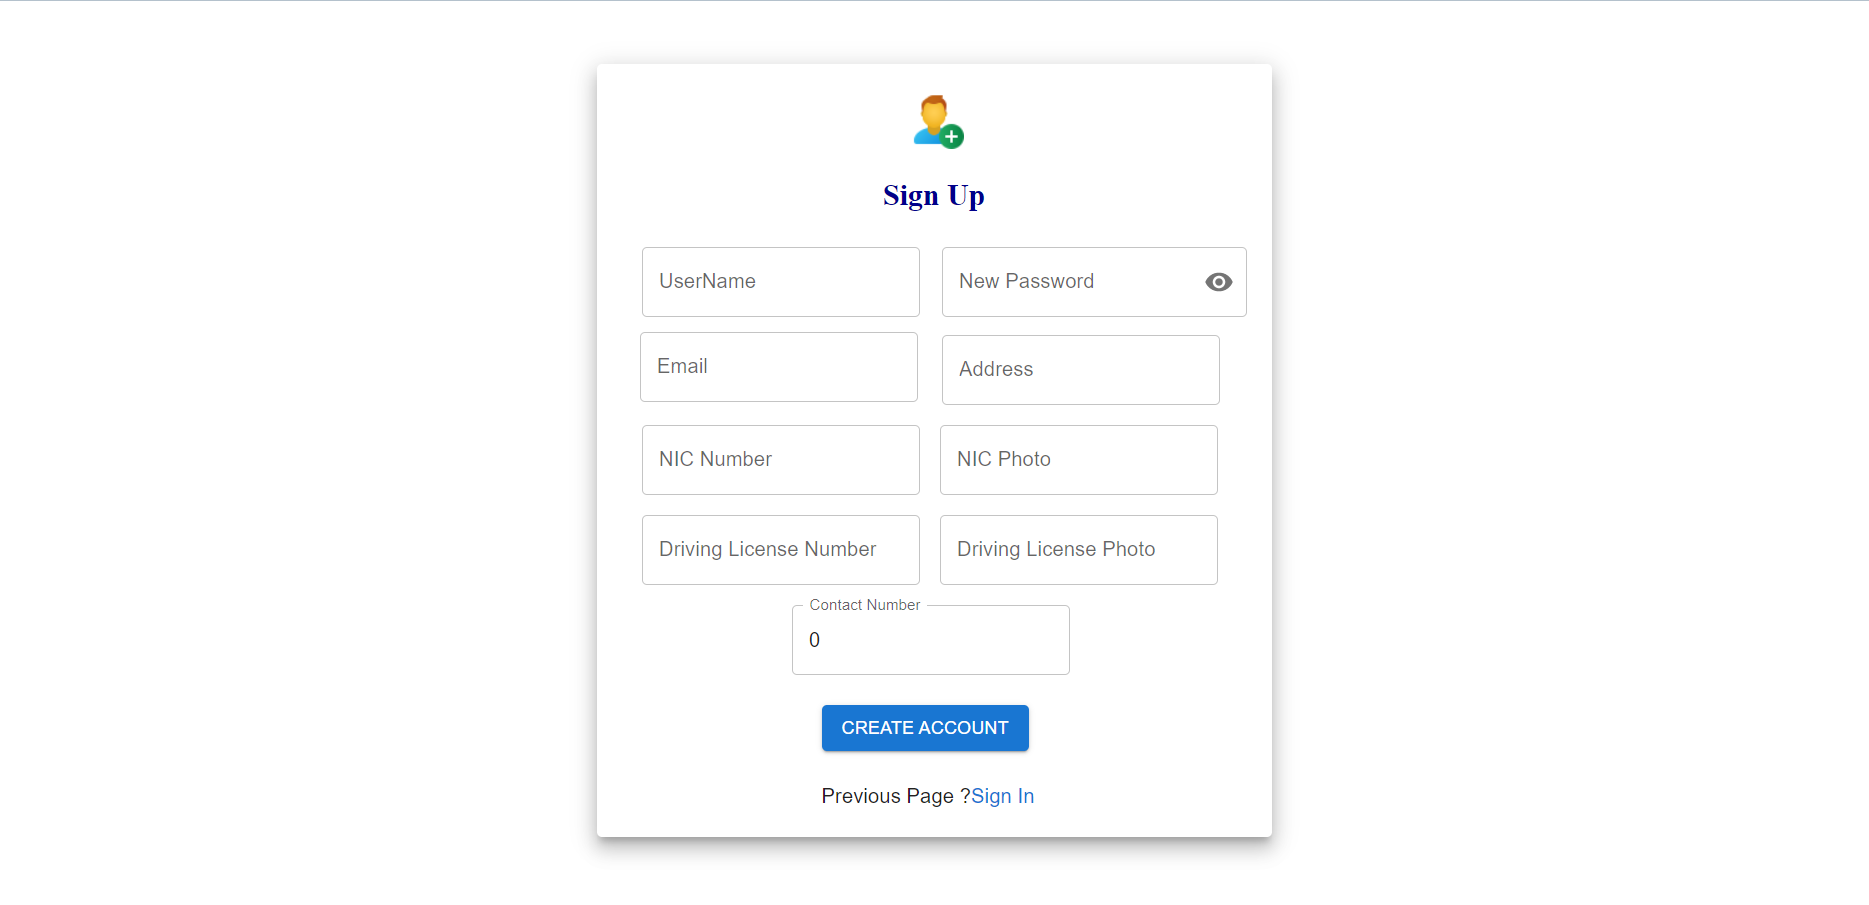 Sign Up
UserName
New Password
Email
Address
NIC Number
NIC Photo
Driving License Number
Driving License Photo
Contact Number
0
CREATE ACCOUNT
Previous Page ?Sign In